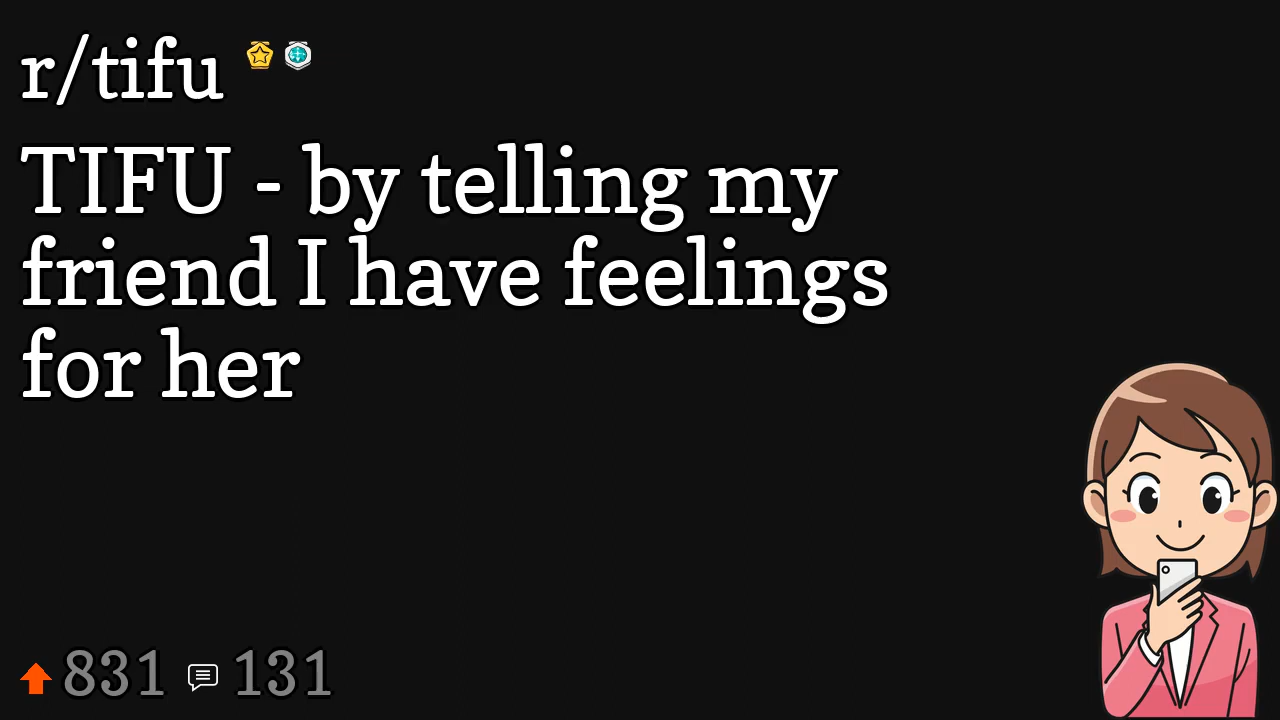 r/tifu
TIFU - by telling my
friend I have feelings
for her
831 131